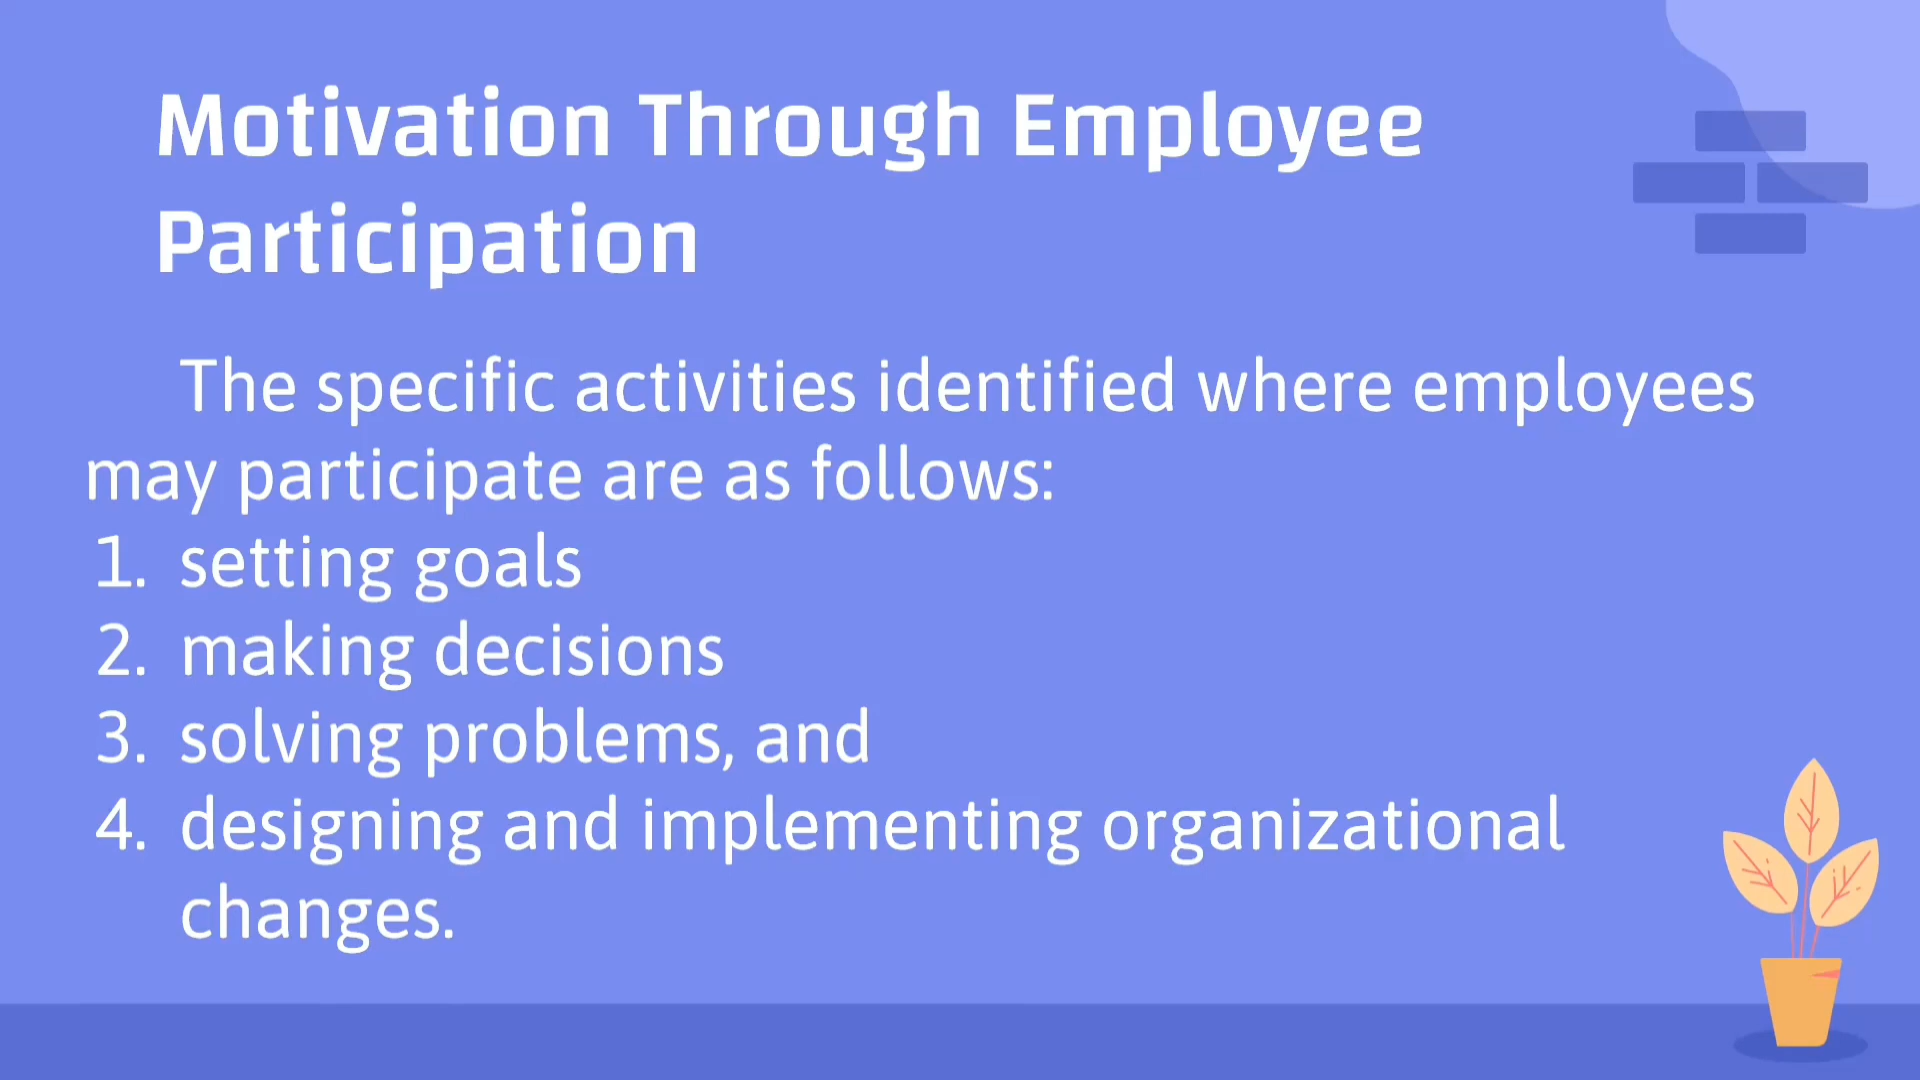 Motivation Through Employee
Participation
The specific activities identified where employees
may participate are as follows:
1. setting goals
2. making decisions
3. solving problems, and
4. designing and implementing organizational
changes.